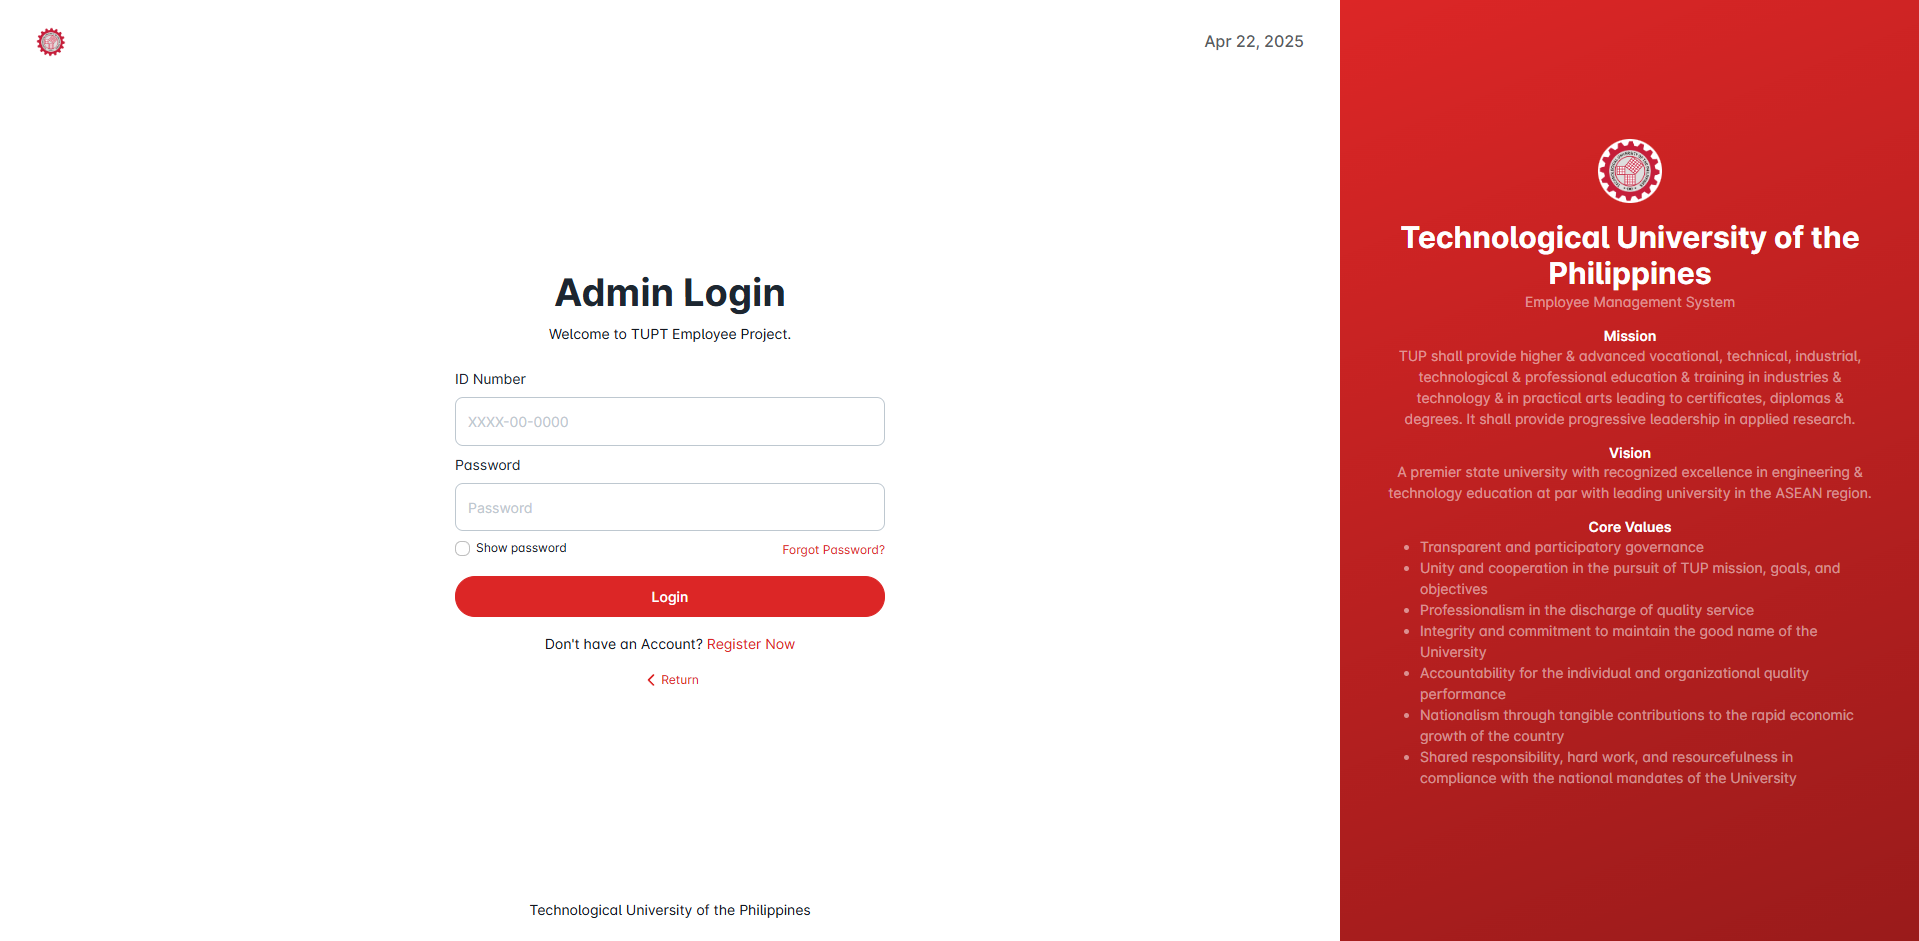 Apr 22, 2025
Admin Login
Welcome to TUPT Employee Project.
ID Number
XXXX-00-0000
Password
Password
Show password
Forgot Password?
Login
Don't have an Account? Register Now
Return
Technological University of the Philippines
Technological University of the
Philippines
Employee Management System
Mission
TUP shall provide higher & advanced vocational, technical, industrial,
technological & professional education & training in industries &
technology & in practical arts leading to certificates, diplomas &
degrees. It shall provide progressive leadership in applied research.
Vision
A premier state university with recognized excellence in engineering &
technology education at par with leading university in the ASEAN region.
Core Values
• Transparent and participatory governance
• Unity and cooperation in the pursuit of TUP mission, goals, and
objectives
• Professionalism in the discharge of quality service
• Integrity and commitment to maintain the good name of the
University
• Accountability for the individual and organizational quality
performance
• Nationalism through tangible contributions to the rapid economic
growth of the country
• Shared responsibility, hard work, and resourcefulness in
compliance with the national mandates of the University